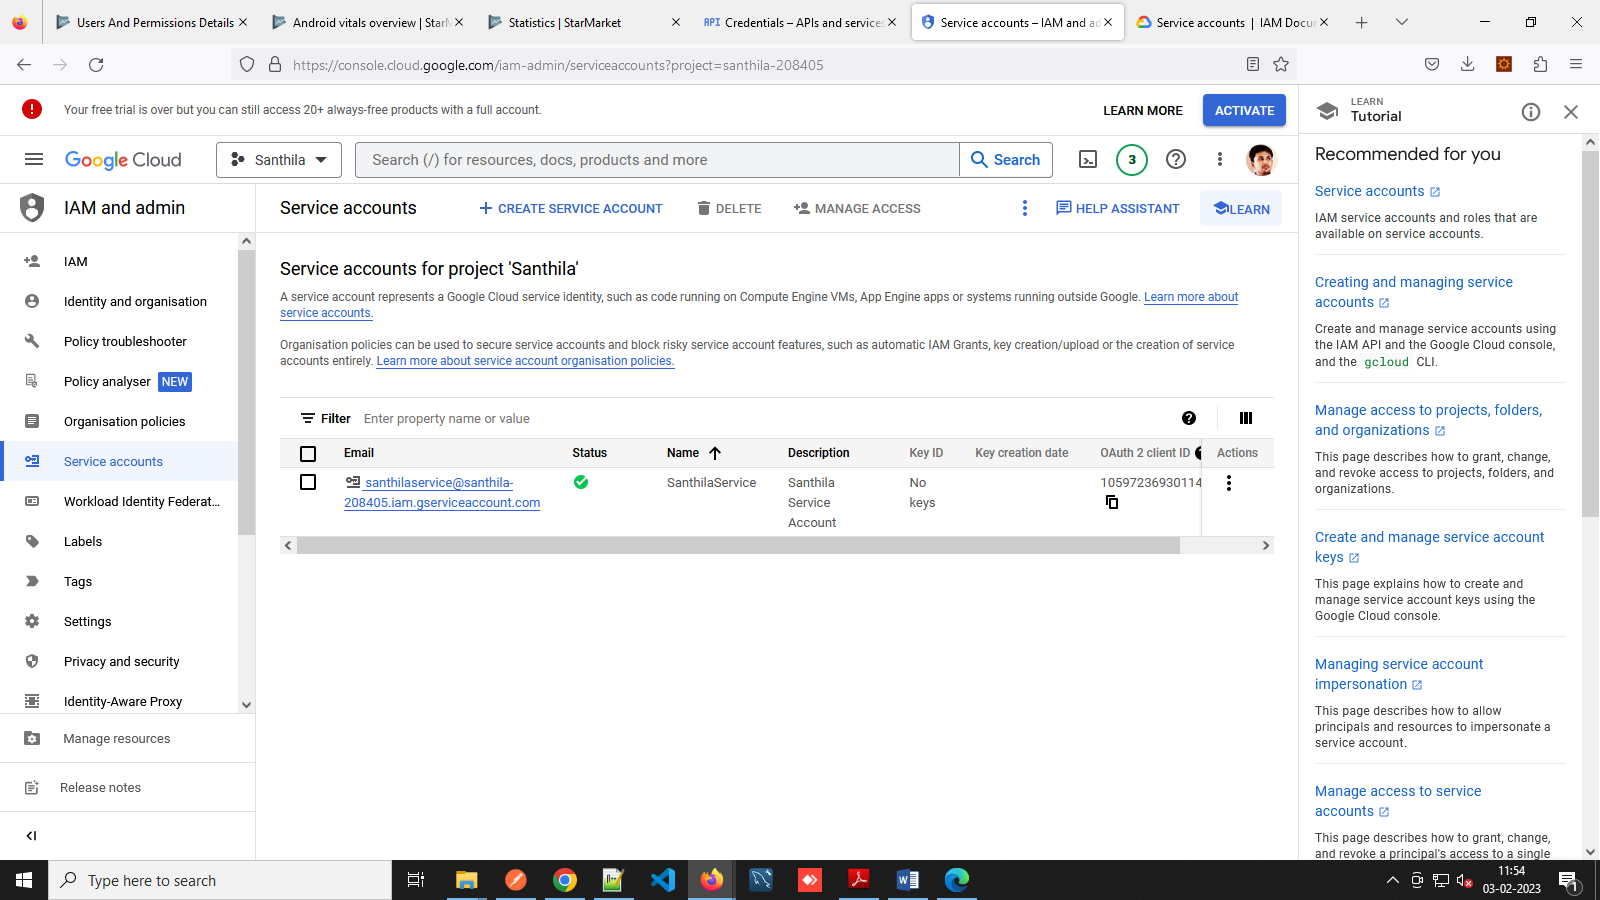 Users And Permissions Details
Android vitals overview | StarM
Statistics | StarMarket
API Credentials – APIs and services
Service accounts – IAM and ad
Service accounts | IAM Docu
https://console.cloud.google.com/iam-admin/serviceaccounts?project=santhila-208405
Your free trial is over but you can still access 20+ always-free products with a full account.
LEARN MORE
ACTIVATE
Google Cloud
Santhila
Search (/) for resources, docs, products and more
Search
3
IAM and admin
Service accounts
CREATE SERVICE ACCOUNT
DELETE
MANAGE ACCESS
HELP ASSISTANT
LEARN
IAM
Identity and organisation
Policy troubleshooter
Policy analyser NEW
Organisation policies
Service accounts
Workload Identity Federat...
Labels
Tags
Settings
Privacy and security
Identity-Aware Proxy
Manage resources
Release notes
Service accounts for project 'Santhila'
A service account represents a Google Cloud service identity, such as code running on Compute Engine VMs, App Engine apps or systems running outside Google. Learn more about
service accounts.
Organisation policies can be used to secure service accounts and block risky service account features, such as automatic IAM Grants, key creation/upload or the creation of service
accounts entirely. Learn more about service account organisation policies.
Filter Enter property name or value
Email Status Name Description Key ID Key creation date OAuth 2 client ID Actions
santhilaservice@santhila-
208405.iam.gserviceaccount.com
SanthilaService
Santhila
Service
Account
No
keys
10597236930114
LEARN
Tutorial
Recommended for you
Service accounts
IAM service accounts and roles that are
available on service accounts.
Creating and managing service
accounts
Create and manage service accounts using
the IAM API and the Google Cloud console,
and the gcloud CLI.
Manage access to projects, folders,
and organizations
This page describes how to grant, change,
and revoke access to projects, folders, and
organizations.
Create and manage service account
keys
This page explains how to create and
manage service account keys using the
Google Cloud console.
Managing service account
impersonation
This page describes how to allow
principals and resources to impersonate a
service account.
Manage access to service
accounts
This page describes how to grant, change,
and revoke a principal's access to a single
Type here to search
11:54
03-02-2023
1